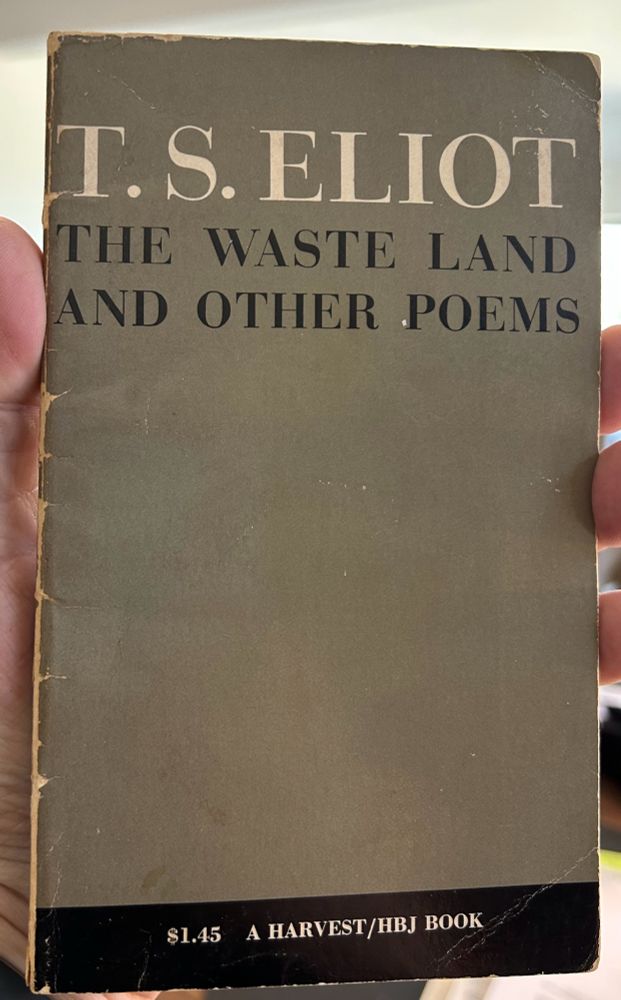 T. S. ELIOT
THE WASTE LAND
AND OTHER POEMS
$1.45 A HARVEST/HBJ BOOK